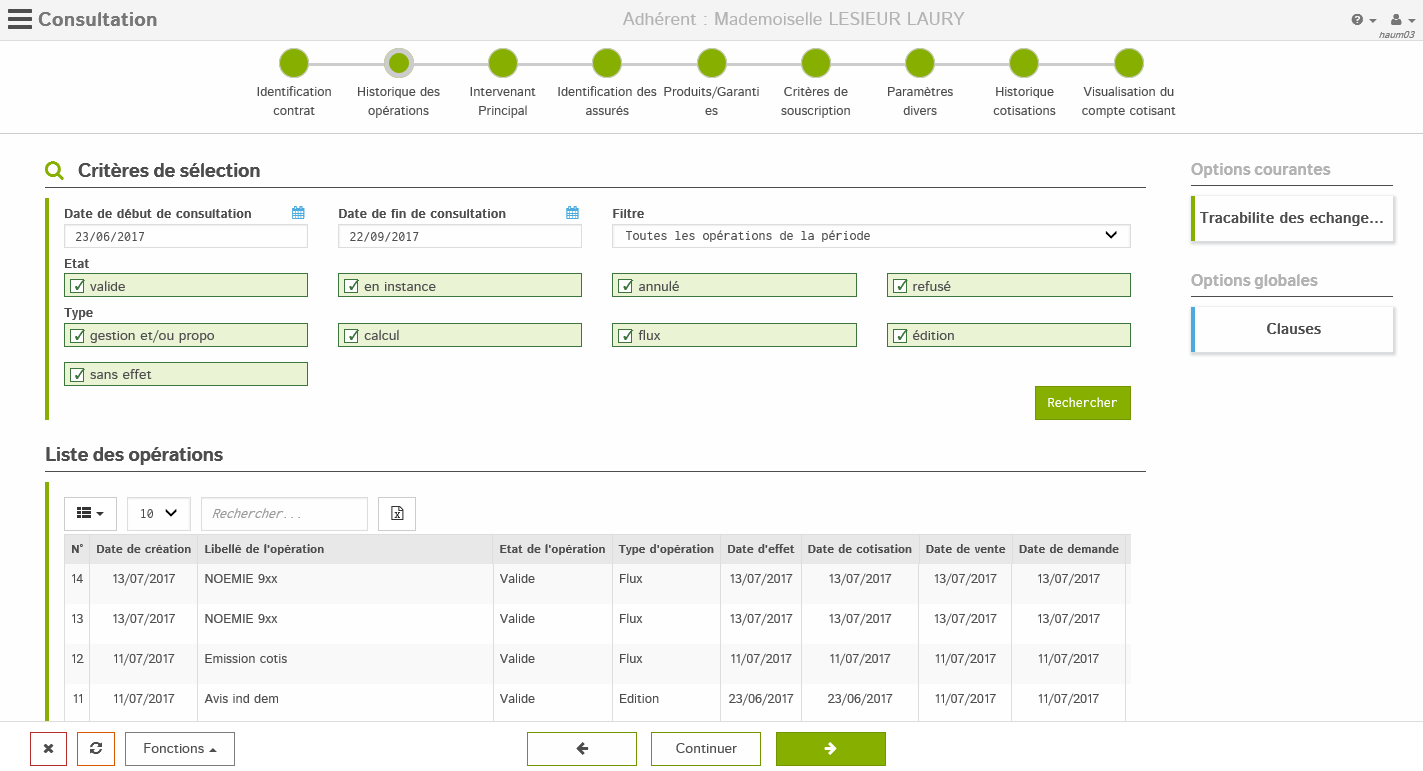 Consultation
Adhérent : Mademoiselle LESIEUR LAURY
haum03
Identification contrat
Historique des opérations
Intervenant Principal
Identification des assurés
Produits/Garanti es
Critères de souscription
Paramètres divers
Historique cotisations
Visualisation du compte cotisant
Critères de sélection
Date de début de consultation
Date de fin de consultation
Filtre
23/06/2017
22/09/2017
Toutes les opérations de la période
Etat
valide
en instance
annulé
refusé
Type
gestion et/ou propo
calcul
flux
édition
sans effet
Rechercher
Options courantes
Tracabilite des echange...
Options globales
Clauses
Liste des opérations
10
Rechercher...
N° Date de création Libellé de l'opération Etat de l'opération Type d'opération Date d'effet Date de cotisation Date de vente Date de demande
14 13/07/2017 NOEMIE 9xx Valide Flux 13/07/2017 13/07/2017 13/07/2017 13/07/2017
13 13/07/2017 NOEMIE 9xx Valide Flux 13/07/2017 13/07/2017 13/07/2017 13/07/2017
12 11/07/2017 Emission cotis Valide Flux 11/07/2017 11/07/2017 11/07/2017 11/07/2017
11 11/07/2017 Avis ind dem Valide Edition 23/06/2017 23/06/2017 11/07/2017 11/07/2017
Fonctions
Continuer